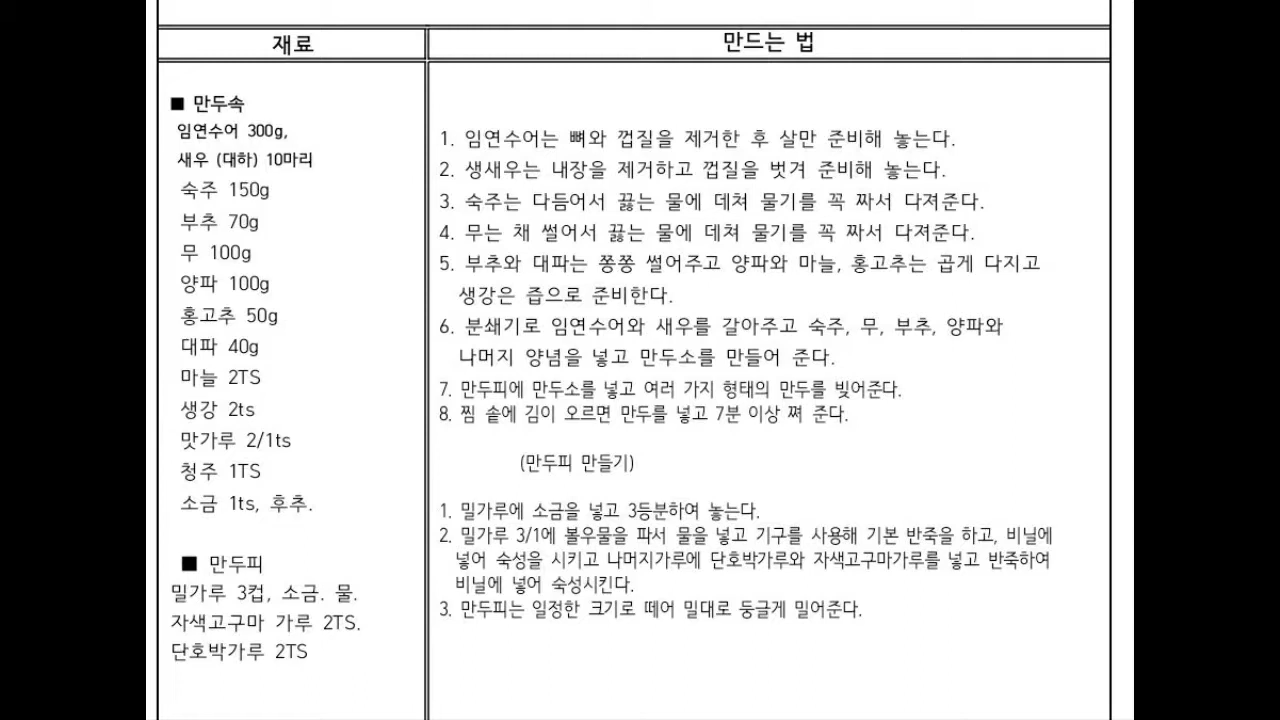 재료
만드는 법
■ 만두속
임연수어 300g,
새우 (대하) 10마리
숙주 150g
부추 70g
무 100g
양파 100g
홍고추 50g
대파 40g
마늘 2TS
생강 2ts
맛가루 2/1ts
청주 1TS
소금 1ts, 후추.
■ 만두피
밀가루 3컵, 소금. 물.
자색고구마 가루 2TS.
단호박가루 2TS
1. 임연수어는 뼈와 껍질을 제거한 후 살만 준비해 놓는다.
2. 생새우는 내장을 제거하고 껍질을 벗겨 준비해 놓는다.
3. 숙주는 다듬어서 끓는 물에 데쳐 물기를 꼭 짜서 다져준다.
4. 무는 채 썰어서 끓는 물에 데쳐 물기를 꼭 짜서 다져준다.
5. 부추와 대파는 쫑쫑 썰어주고 양파와 마늘, 홍고추는 곱게 다지고
생강은 즙으로 준비한다.
6. 분쇄기로 임연수어와 새우를 갈아주고 숙주, 무, 부추, 양파와
나머지 양념을 넣고 만두소를 만들어 준다.
7. 만두피에 만두소를 넣고 여러 가지 형태의 만두를 빚어준다.
8. 찜 솥에 김이 오르면 만두를 넣고 7분 이상 쪄 준다.
(만두피 만들기)
1. 밀가루에 소금을 넣고 3등분하여 놓는다.
2. 밀가루 3/1에 볼우물을 파서 물을 넣고 기구를 사용해 기본 반죽을 하고, 비닐에
넣어 숙성을 시키고 나머지가루에 단호박가루와 자색고구마가루를 넣고 반죽하여
비닐에 넣어 숙성시킨다.
3. 만두피는 일정한 크기로 떼어 밀대로 둥글게 밀어준다.